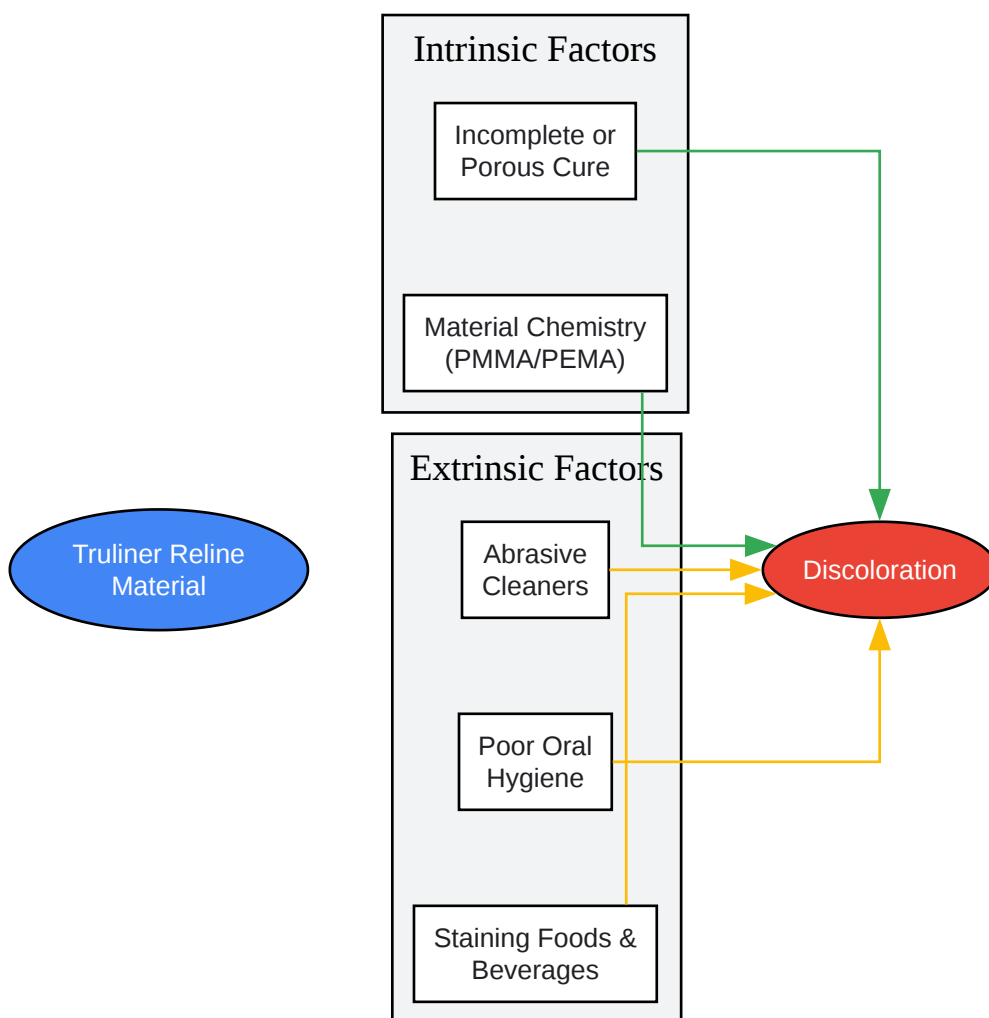 Intrinsic Factors
Incomplete or
Porous Cure
Material Chemistry
(PMMA/PEMA)
Extrinsic Factors
Truliner Reline
Material
Abrasive
Cleaners
Discoloration
Poor Oral
Hygiene
Staining Foods &
Beverages